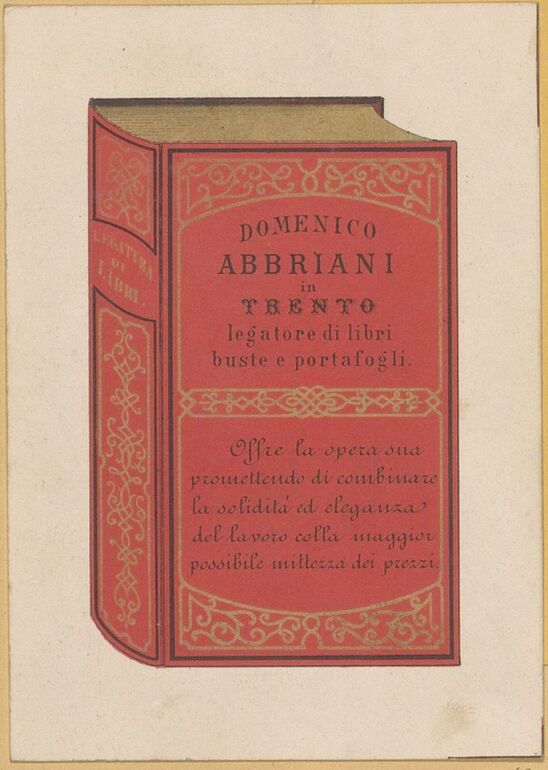 LEGATURA
DI
LIBRI.
DOMENICO
ABBRIANI
in
TRENTO
legatore di libri
buste e portafogli.
Offre la opera sua
promettendo di combinare
la solidità ed eleganza
del lavoro colla maggior
possibile mittezza dei prezzi.